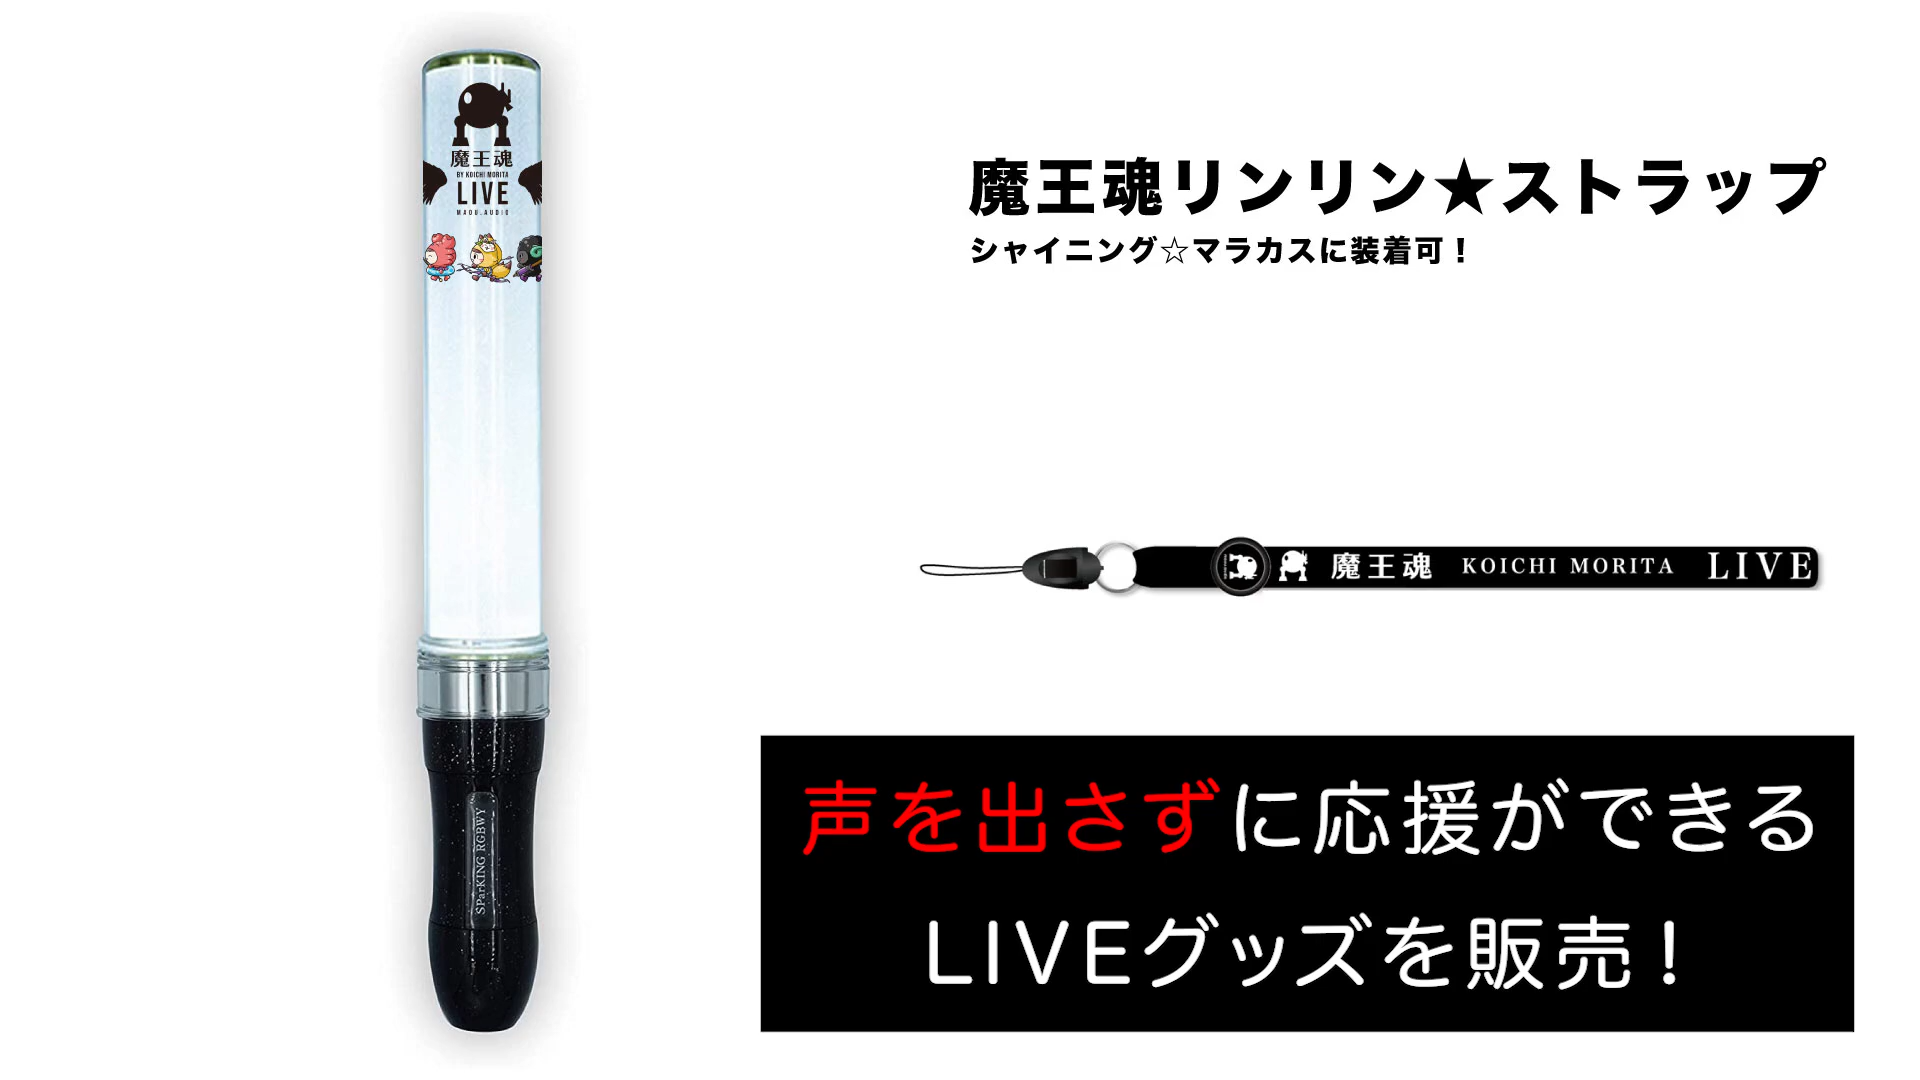 魔王魂
BY KOICHI MORITA
LIVE
MAOU.AUDIO
SParKING RGBWY
魔王魂リンリン★ストラップ
シャイニング☆マラカスに装着可！
魔王魂 KOICHI MORITA LIVE
声を出さずに応援ができる
LIVEグッズを販売！